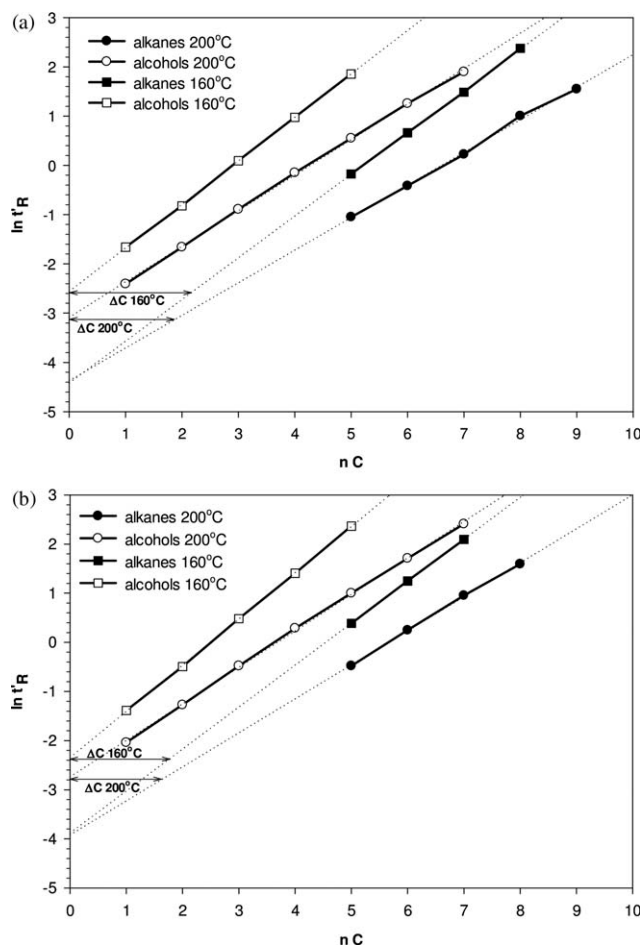 (a)
3
2
1
0
-1
-2
-3
-4
-5
ln t'R
alkanes 200°C
alcohols 200°C
alkanes 160°C
alcohols 160°C
ΔC 160°C
ΔC 200°C
0 1 2 3 4 5 6 7 8 9 10
n C
(b)
3
2
1
0
-1
-2
-3
-4
-5
ln t'R
alkanes 200°C
alcohols 200°C
alkanes 160°C
alcohols 160°C
ΔC 160°C
ΔC 200°C
0 1 2 3 4 5 6 7 8 9 10
n C